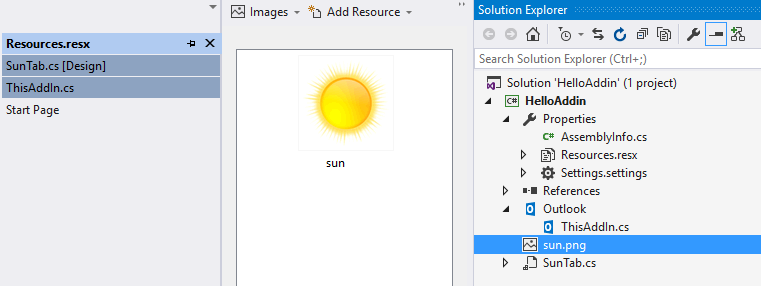 Resources.resx
SunTab.cs [Design]
ThisAddIn.cs
Start Page
Images
Add Resource
sun
Solution Explorer
Search Solution Explorer (Ctrl+;)
Solution 'HelloAddin' (1 project)
C# HelloAddin
Properties
C# AssemblyInfo.cs
Resources.resx
Settings.settings
References
Outlook
ThisAddIn.cs
sun.png
SunTab.cs